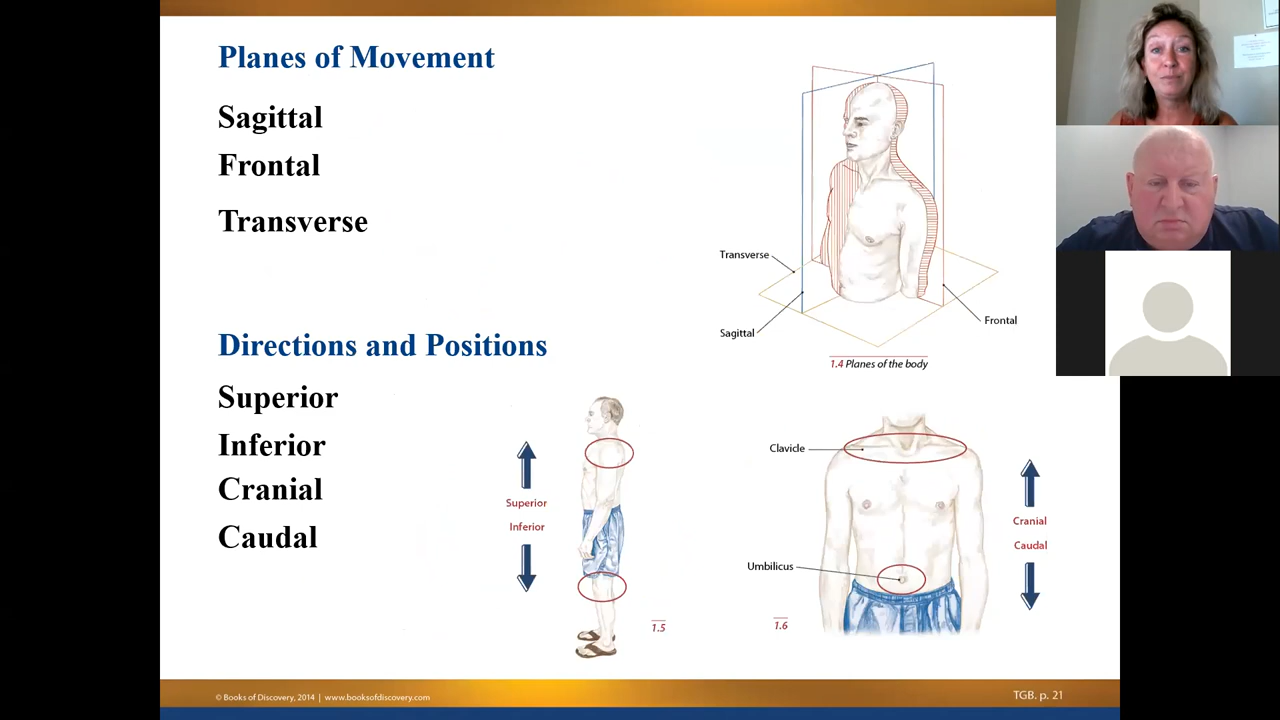 Planes of Movement
Sagittal
Frontal
Transverse
Transverse
Sagittal
Frontal
1.4 Planes of the body
Directions and Positions
Superior
Inferior
Cranial
Caudal
Superior
Inferior
1.5
Clavicle
Umbilicus
1.6
Cranial
Caudal
© Books of Discovery, 2014 | www.booksofdiscovery.com
TGB. p. 21